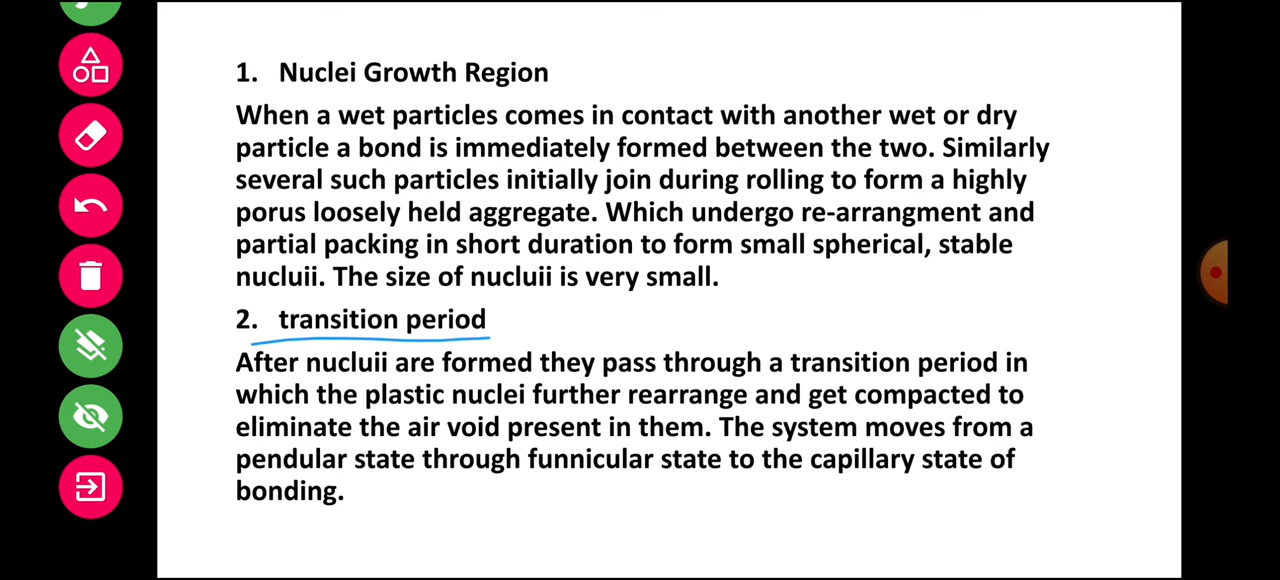 1. Nuclei Growth Region
When a wet particles comes in contact with another wet or dry
particle a bond is immediately formed between the two. Similarly
several such particles initially join during rolling to form a highly
porus loosely held aggregate. Which undergo re-arrangment and
partial packing in short duration to form small spherical, stable
nucluii. The size of nucluii is very small.
2. transition period
After nucluii are formed they pass through a transition period in
which the plastic nuclei further rearrange and get compacted to
eliminate the air void present in them. The system moves from a
pendular state through funnicular state to the capillary state of
bonding.